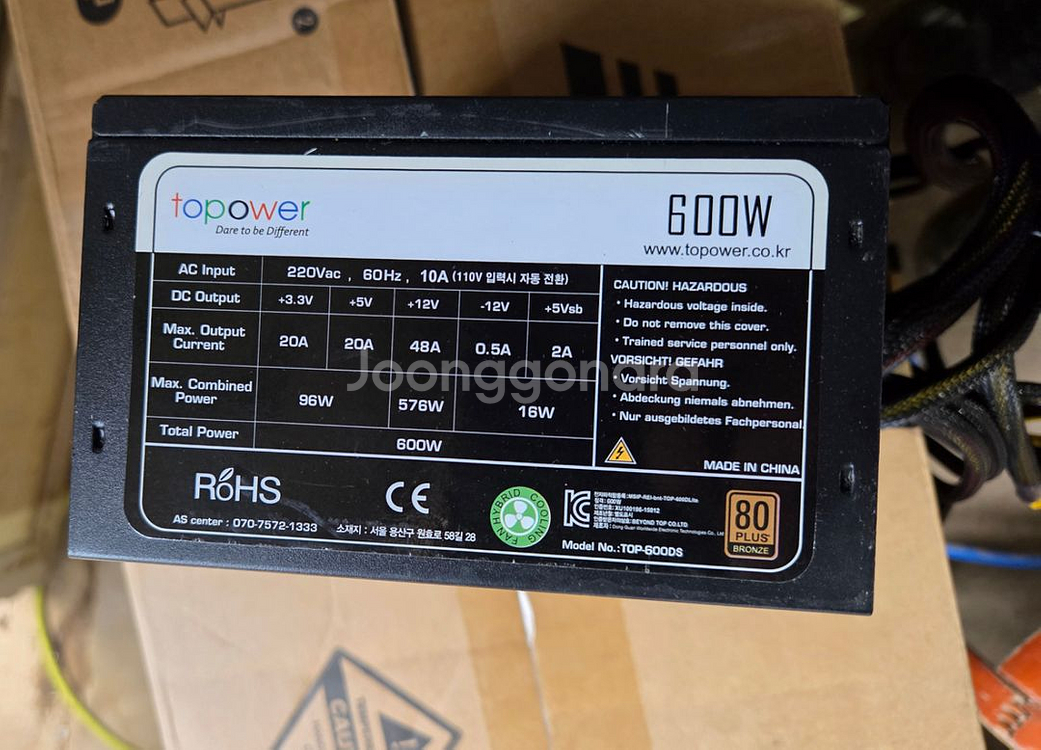 topower
Dare to be Different
600W
www.topower.co.kr
AC Input 220Vac , 60Hz , 10A (110V 입력시 자동 전환)
DC Output +3.3V +5V +12V -12V +5Vsb
Max. Output Current 20A 20A 48A 0.5A 2A
Max. Combined Power 96W 576W 16W
Total Power 600W
CAUTION! HAZARDOUS
• Hazardous voltage inside.
• Do not remove this cover.
• Trained service personnel only.
VORSICHT! GEFAHR
• Vorsicht Spannung.
• Abdeckung niemals abnehmen.
• Nur ausgebildetes Fachpersonal.
MADE IN CHINA
Joonggonara
RoHS
CE
FAN HYBRID COOLING
정격 : 600W
80
PLUS
BRONZE
AS center : 070-7572-1333
소재지 : 서울 용산구 원효로 58길 28
Model No.:TOP-600DS